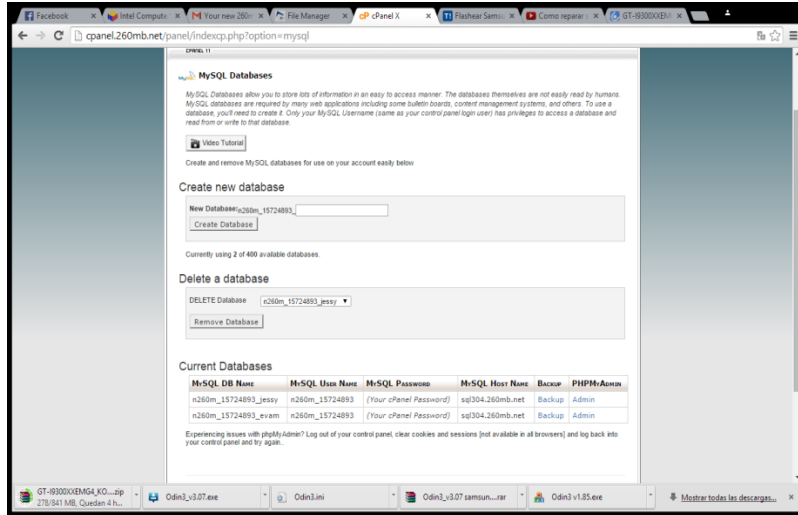 Facebook
Intel Compute
Your new 260m
File Manager
cPanel X
Flashear Samsu
Como reparar
GT-I9300XXEM
cpanel.260mb.net/panel/indexcp.php?option=mysql
CPANEL 11
MySQL Databases
MySQL Databases allow you to store lots of information in an easy to access manner. The databases themselves are not easily read by humans.
MySQL databases are required by many web applications including some bulletin boards, content management systems, and others. To use a
database, you'll need to create it. Only your MySQL Username (same as your control panel login user) has privileges to access a database and
read from or write to that database.
Video Tutorial
Create and remove MySQL databases for use on your account easily below
Create new database
New Database:n260m_15724893_
Create Database
Currently using 2 of 400 available databases.
Delete a database
DELETE Database n260m_15724893_jessy
Remove Database
Current Databases
MySQL DB Name MySQL User Name MySQL Password MySQL Host Name Backup PHPMyAdmin
n260m_15724893_jessy n260m_15724893 (Your cPanel Password) sql304.260mb.net Backup Admin
n260m_15724893_evam n260m_15724893 (Your cPanel Password) sql304.260mb.net Backup Admin
Experiencing issues with phpMyAdmin? Log out of your control panel, clear cookies and sessions [not available in all browsers] and log back into
your control panel and try again..
GT-I9300XXEMG4_KO....zip
278/841 MB, Quedan 4 h...
Odin3_v3.07.exe
Odin3.ini
Odin3_v3.07 samsun....rar
Odin3 v1.85.exe
Mostrar todas las descargas...